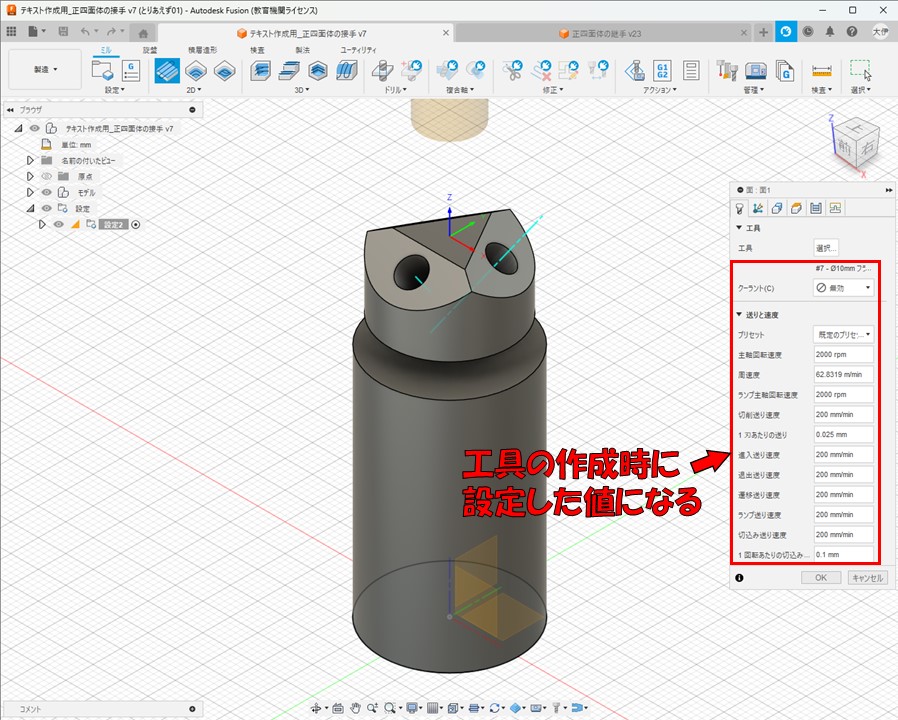 テキスト作成用_正四面体の接手 v7 (とりあえず01) - Autodesk Fusion (教育機関ライセンス)
テキスト作成用_正四面体の接手 v7
正四面体の継手 v23
大伊
ミル
旋盤
積層造形
検査
製法
ユーティリティ
製造
設定
2D
3D
ドリル
複合軸
修正
アクション
管理
検査
選択
G1
G2
ブラウザ
テキスト作成用_正四面体の接手 v7
単位: mm
名前の付いたビュー
原点
モデル
設定
設定2
Z
Z
X
上
前
右
面 : 面1
工具
工具
選択...
#7 - Ø10mm フラ...
クーラント(C)
無効
送りと速度
プリセット
既定のプリセ...
主軸回転速度
2000 rpm
周速度
62.8319 m/min
ランプ主軸回転速度
2000 rpm
切削送り速度
200 mm/min
1 刃あたりの送り
0.025 mm
進入送り速度
200 mm/min
退出送り速度
200 mm/min
遷移送り速度
200 mm/min
ランプ送り速度
200 mm/min
切込み送り速度
200 mm/min
1 回転あたりの切込み...
0.1 mm
OK
キャンセル
工具の作成時に
設定した値になる
コメント